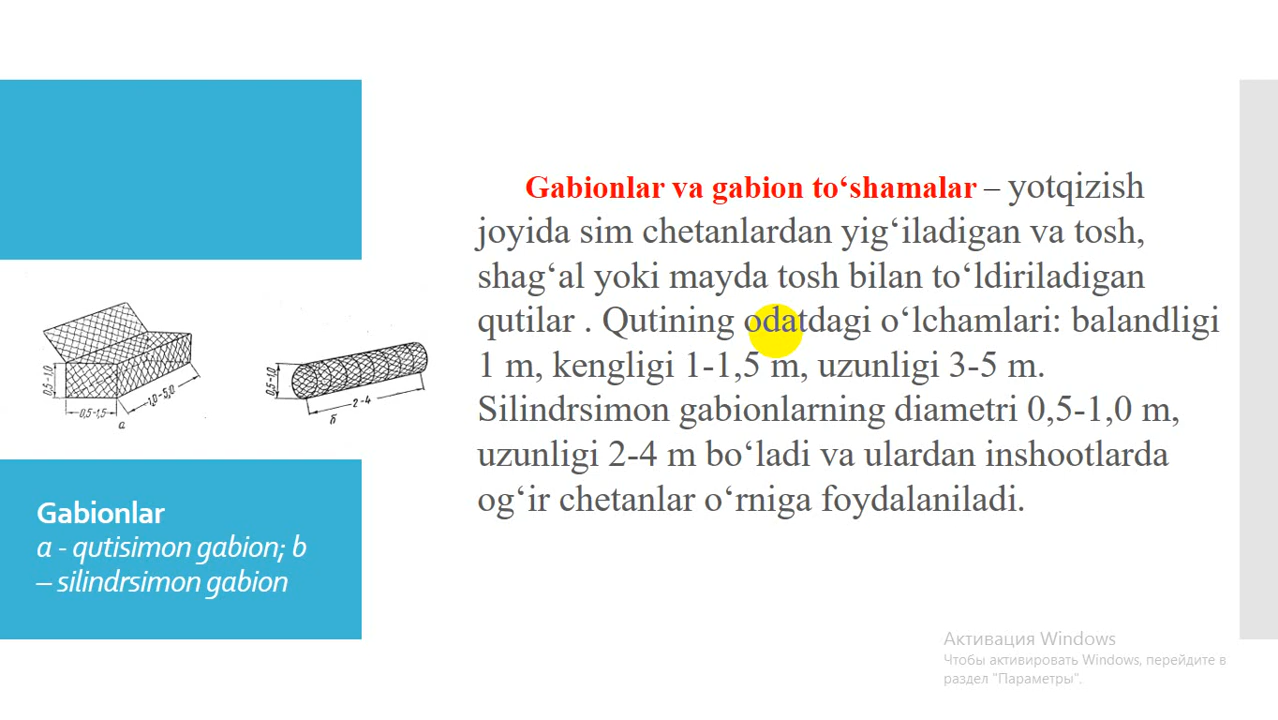 Gabionlar va gabion to‘shamalar – yotqizish
joyida sim chetanlardan yig‘iladigan va tosh,
shag‘al yoki mayda tosh bilan to‘ldiriladigan
qutilar . Qutining odatdagi o‘lchamlari: balandligi
1 m, kengligi 1-1,5 m, uzunligi 3-5 m.
Silindrsimon gabionlarning diametri 0,5-1,0 m,
uzunligi 2-4 m bo‘ladi va ulardan inshootlarda
og‘ir chetanlar o‘rniga foydalaniladi.
0,5-1,0
0,5-1,5
1,0-5,0
а
0,5-1,0
2-4
б
Gabionlar
a - qutisimon gabion; b
– silindrsimon gabion
Активация Windows
Чтобы активировать Windows, перейдите в
раздел "Параметры".